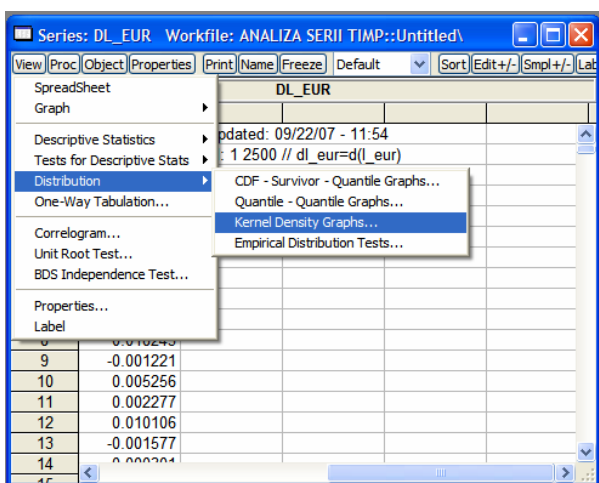 Series: DL_EUR Workfile: ANALIZA SERII TIMP::Untitled\
View Proc Object Properties Print Name Freeze Default Sort Edit+/- Smpl+/- Lab
DL_EUR
pdated: 09/22/07 - 11:54
: 1 2500 // dl_eur=d(l_eur)
SpreadSheet
Graph
Descriptive Statistics
Tests for Descriptive Stats
Distribution
One-Way Tabulation...
Correlogram...
Unit Root Test...
BDS Independence Test...
Properties...
Label
CDF - Survivor - Quantile Graphs...
Quantile - Quantile Graphs...
Kernel Density Graphs...
Empirical Distribution Tests...
9 -0.001221
10 0.005256
11 0.002277
12 0.010106
13 -0.001577
14